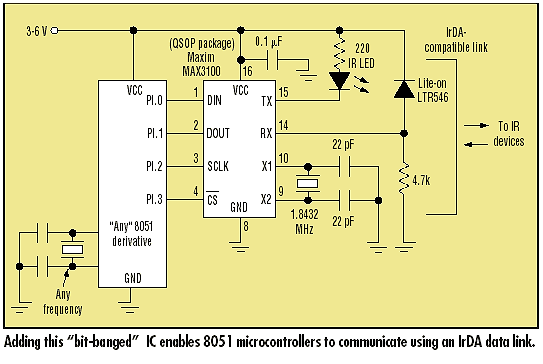 3-6 V
(QSOP package)
Maxim
MAX3100
0.1 µF
220
IR LED
IrDA-
compatible link
Lite-on
LTR546
To IR
devices
VCC
16
VCC
P1.0
1
DIN
TX
15
P1.1
2
DOUT
RX
14
P1.2
3
SCLK
X1
10
22 pF
P1.3
4
CS
X2
9
22 pF
4.7k
GND
8
1.8432
MHz
"Any" 8051
derivative
GND
Any
frequency
Adding this "bit-banged" IC enables 8051 microcontrollers to communicate using an IrDA data link.